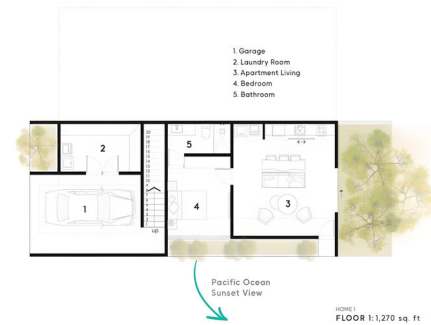 1. Garage
2. Laundry Room
3. Apartment Living
4. Bedroom
5. Bathroom
2
5
1
4
3
up
Pacific Ocean
Sunset View
HOME 1
FLOOR 1: 1,270 sq. ft